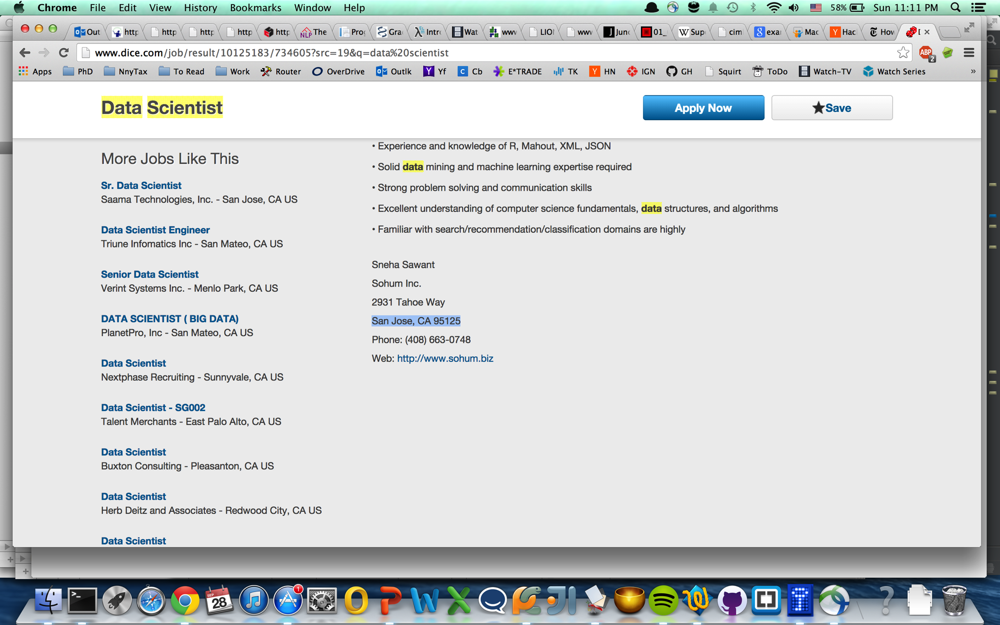 Chrome File Edit View History Bookmarks Window Help 58% Sun 11:11 PM
Out http http http http http The Prog Grac Intro Wat www LIO www Junc 01_ Sup cim exa Mac Hac How
www.dice.com/job/result/10125183/734605?src=19&q=data%20scientist ABP 2
Apps PhD NnyTax To Read Work Router OverDrive Outlk Yf Cb E*TRADE TK HN IGN GH Squirt ToDo Watch-TV Watch Series »
Data Scientist
Apply Now
★Save
More Jobs Like This
Sr. Data Scientist
Saama Technologies, Inc. - San Jose, CA US
Data Scientist Engineer
Triune Infomatics Inc - San Mateo, CA US
Senior Data Scientist
Verint Systems Inc. - Menlo Park, CA US
DATA SCIENTIST ( BIG DATA)
PlanetPro, Inc - San Mateo, CA US
Data Scientist
Nextphase Recruiting - Sunnyvale, CA US
Data Scientist - SG002
Talent Merchants - East Palo Alto, CA US
Data Scientist
Buxton Consulting - Pleasanton, CA US
Data Scientist
Herb Deitz and Associates - Redwood City, CA US
Data Scientist
• Experience and knowledge of R, Mahout, XML, JSON
• Solid data mining and machine learning expertise required
• Strong problem solving and communication skills
• Excellent understanding of computer science fundamentals, data structures, and algorithms
• Familiar with search/recommendation/classification domains are highly
Sneha Sawant
Sohum Inc.
2931 Tahoe Way
San Jose, CA 95125
Phone: (408) 663-0748
Web: http://www.sohum.biz
SEP
28
1